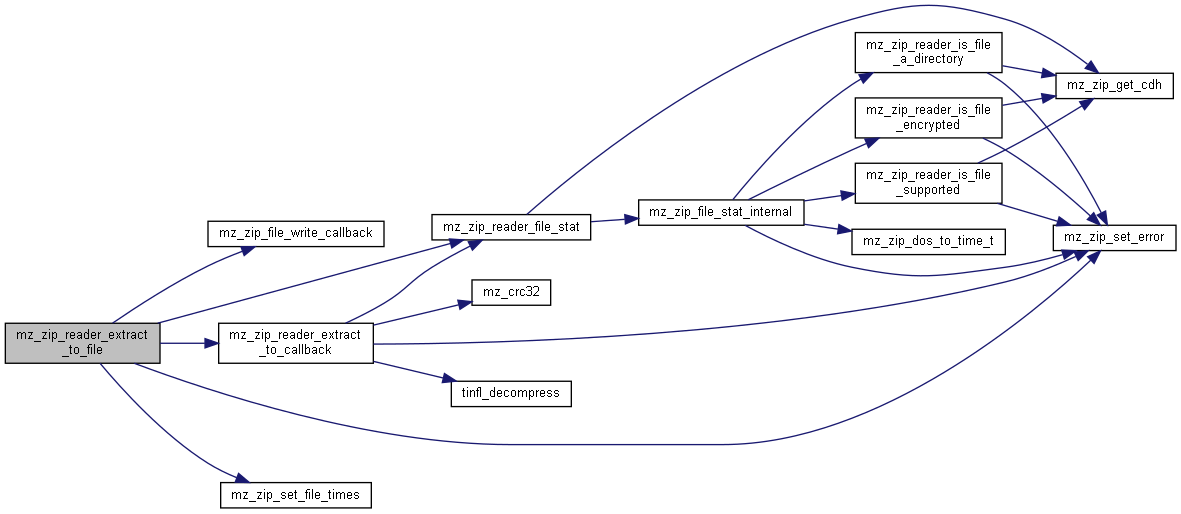 mz_zip_reader_is_file
_a_directory
mz_zip_get_cdh
mz_zip_reader_is_file
_encrypted
mz_zip_reader_is_file
_supported
mz_zip_file_stat_internal
mz_zip_reader_file_stat
mz_zip_file_write_callback
mz_zip_dos_to_time_t
mz_zip_set_error
mz_crc32
mz_zip_reader_extract
_to_file
mz_zip_reader_extract
_to_callback
tinfl_decompress
mz_zip_set_file_times